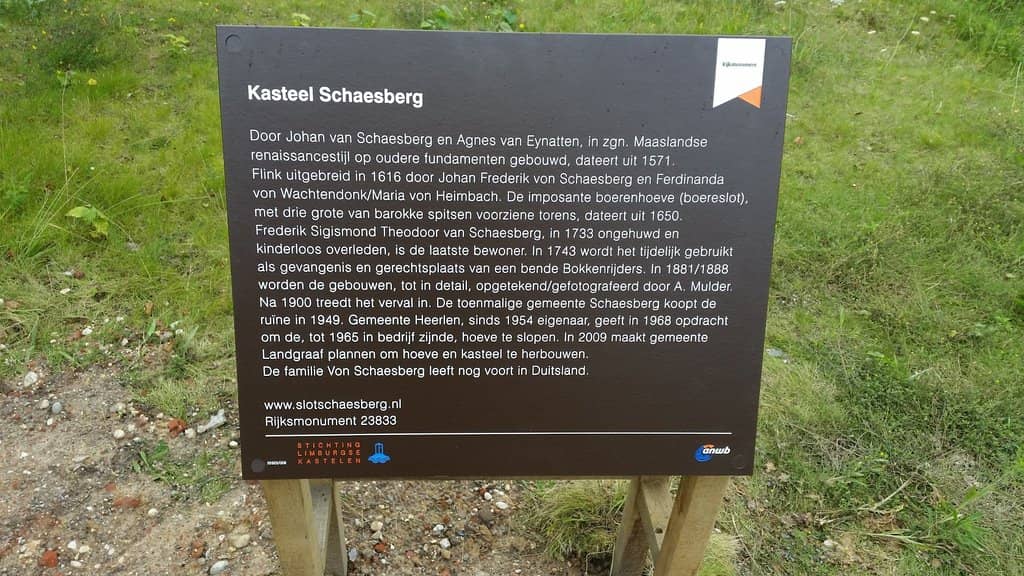 rijksmonument
Kasteel Schaesberg
Door Johan van Schaesberg en Agnes van Eynatten, in zgn. Maaslandse
renaissancestijl op oudere fundamenten gebouwd, dateert uit 1571.
Flink uitgebreid in 1616 door Johan Frederik von Schaesberg en Ferdinanda
von Wachtendonk/Maria von Heimbach. De imposante boerenhoeve (boereslot),
met drie grote van barokke spitsen voorziene torens, dateert uit 1650.
Frederik Sigismond Theodoor van Schaesberg, in 1733 ongehuwd en
kinderloos overleden, is de laatste bewoner. In 1743 wordt het tijdelijk gebruikt
als gevangenis en gerechtsplaats van een bende Bokkenrijders. In 1881/1888
worden de gebouwen, tot in detail, opgetekend/gefotografeerd door A. Mulder.
Na 1900 treedt het verval in. De toenmalige gemeente Schaesberg koopt de
ruïne in 1949. Gemeente Heerlen, sinds 1954 eigenaar, geeft in 1968 opdracht
om de, tot 1965 in bedrijf zijnde, hoeve te slopen. In 2009 maakt gemeente
Landgraaf plannen om hoeve en kasteel te herbouwen.
De familie Von Schaesberg leeft nog voort in Duitsland.
www.slotschaesberg.nl
Rijksmonument 23833
STICHTING
LIMBURGSE
KASTELEN
anwb